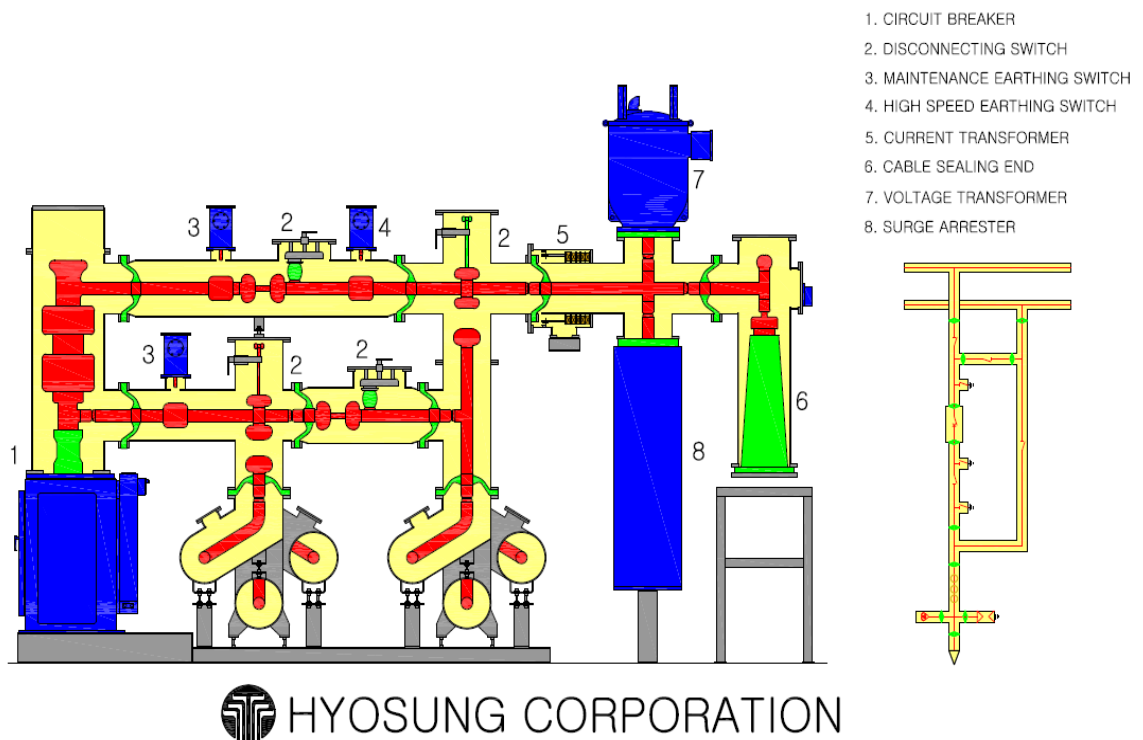 1. CIRCUIT BREAKER
2. DISCONNECTING SWITCH
3. MAINTENANCE EARTHING SWITCH
4. HIGH SPEED EARTHING SWITCH
5. CURRENT TRANSFORMER
6. CABLE SEALING END
7. VOLTAGE TRANSFORMER
8. SURGE ARRESTER
7
3
2
4
2
5
3
2
2
6
1
8
HYOSUNG CORPORATION